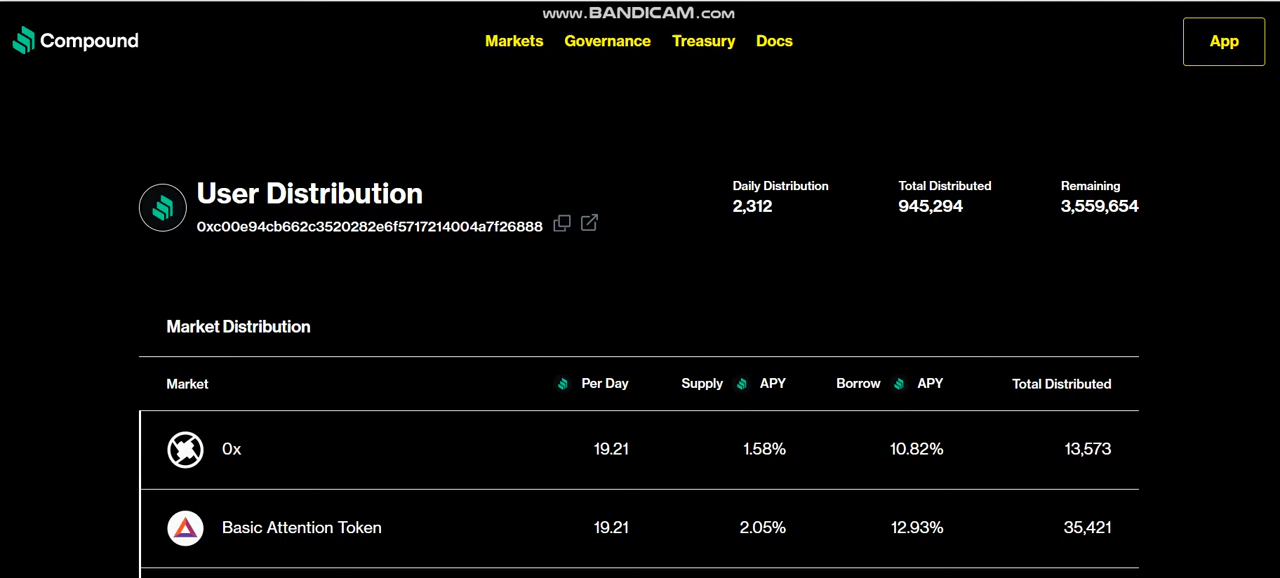 www.BANDICAM.com
Compound Markets Governance Treasury Docs App
User Distribution
0xc00e94cb662c3520282e6f5717214004a7f26888
Daily Distribution Total Distributed Remaining
2,312 945,294 3,559,654
Market Distribution
Market Per Day Supply APY Borrow APY Total Distributed
0x 19.21 1.58% 10.82% 13,573
Basic Attention Token 19.21 2.05% 12.93% 35,421